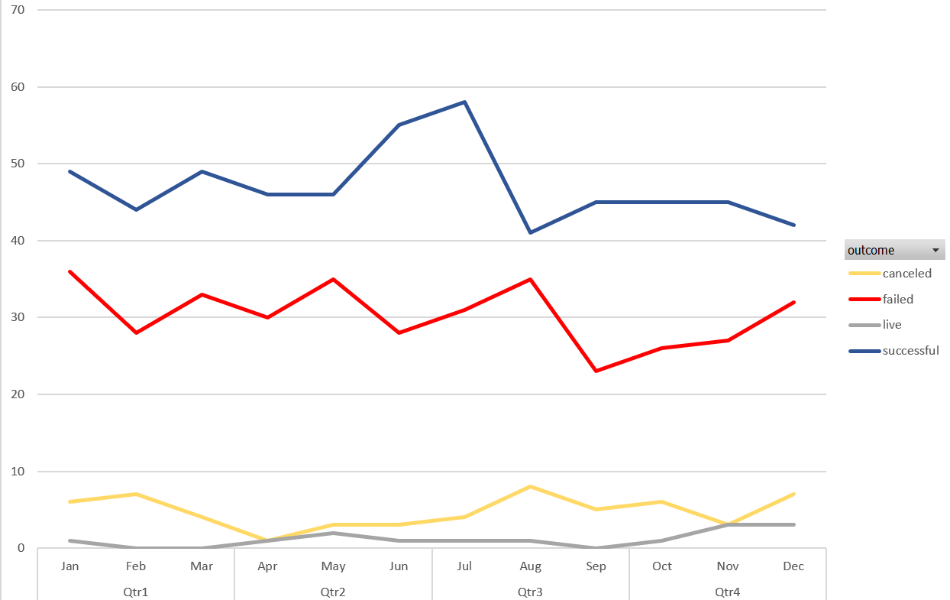 70
60
50
40
30
20
10
0
Jan Feb Mar Apr May Jun Jul Aug Sep Oct Nov Dec
Qtr1 Qtr2 Qtr3 Qtr4
outcome
canceled
failed
live
successful